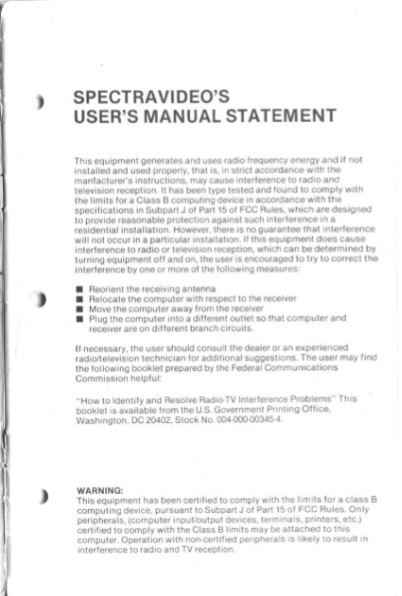 SPECTRAVIDEO'S
USER'S MANUAL STATEMENT
This equipment generates and uses radio frequency energy and if not
installed and used properly, that is, in strict accordance with the
manfacturer's instructions, may cause interference to radio and
television reception. It has been type tested and found to comply with
the limits for a Class B computing device in accordance with the
specifications in Subpart J of Part 15 of FCC Rules, which are designed
to provide reasonable protection against such interference in a
residential installation. However, there is no guarantee that interference
will not occur in a particular installation. If this equipment does cause
interference to radio or television reception, which can be determined by
turning equipment off and on, the user is encouraged to try to correct the
interference by one or more of the following measures:
■ Reorient the receiving antenna
■ Relocate the computer with respect to the receiver
■ Move the computer away from the receiver
■ Plug the computer into a different outlet so that computer and
receiver are on different branch circuits.
If necessary, the user should consult the dealer or an experienced
radio/television technician for additional suggestions. The user may find
the following booklet prepared by the Federal Communications
Commission helpful:
"How to Identify and Resolve Radio-TV Interference Problems" This
booklet is available from the U.S. Government Printing Office,
Washington, DC 20402, Stock No. 004-000-00345-4.
WARNING:
This equipment has been certified to comply with the limits for a class B
computing device, pursuant to Subpart J of Part 15 of FCC Rules. Only
peripherals, (computer input/output devices, terminals, printers, etc.)
certified to comply with the Class B limits may be attached to this
computer. Operation with non-certified peripherals is likely to result in
interference to radio and TV reception.